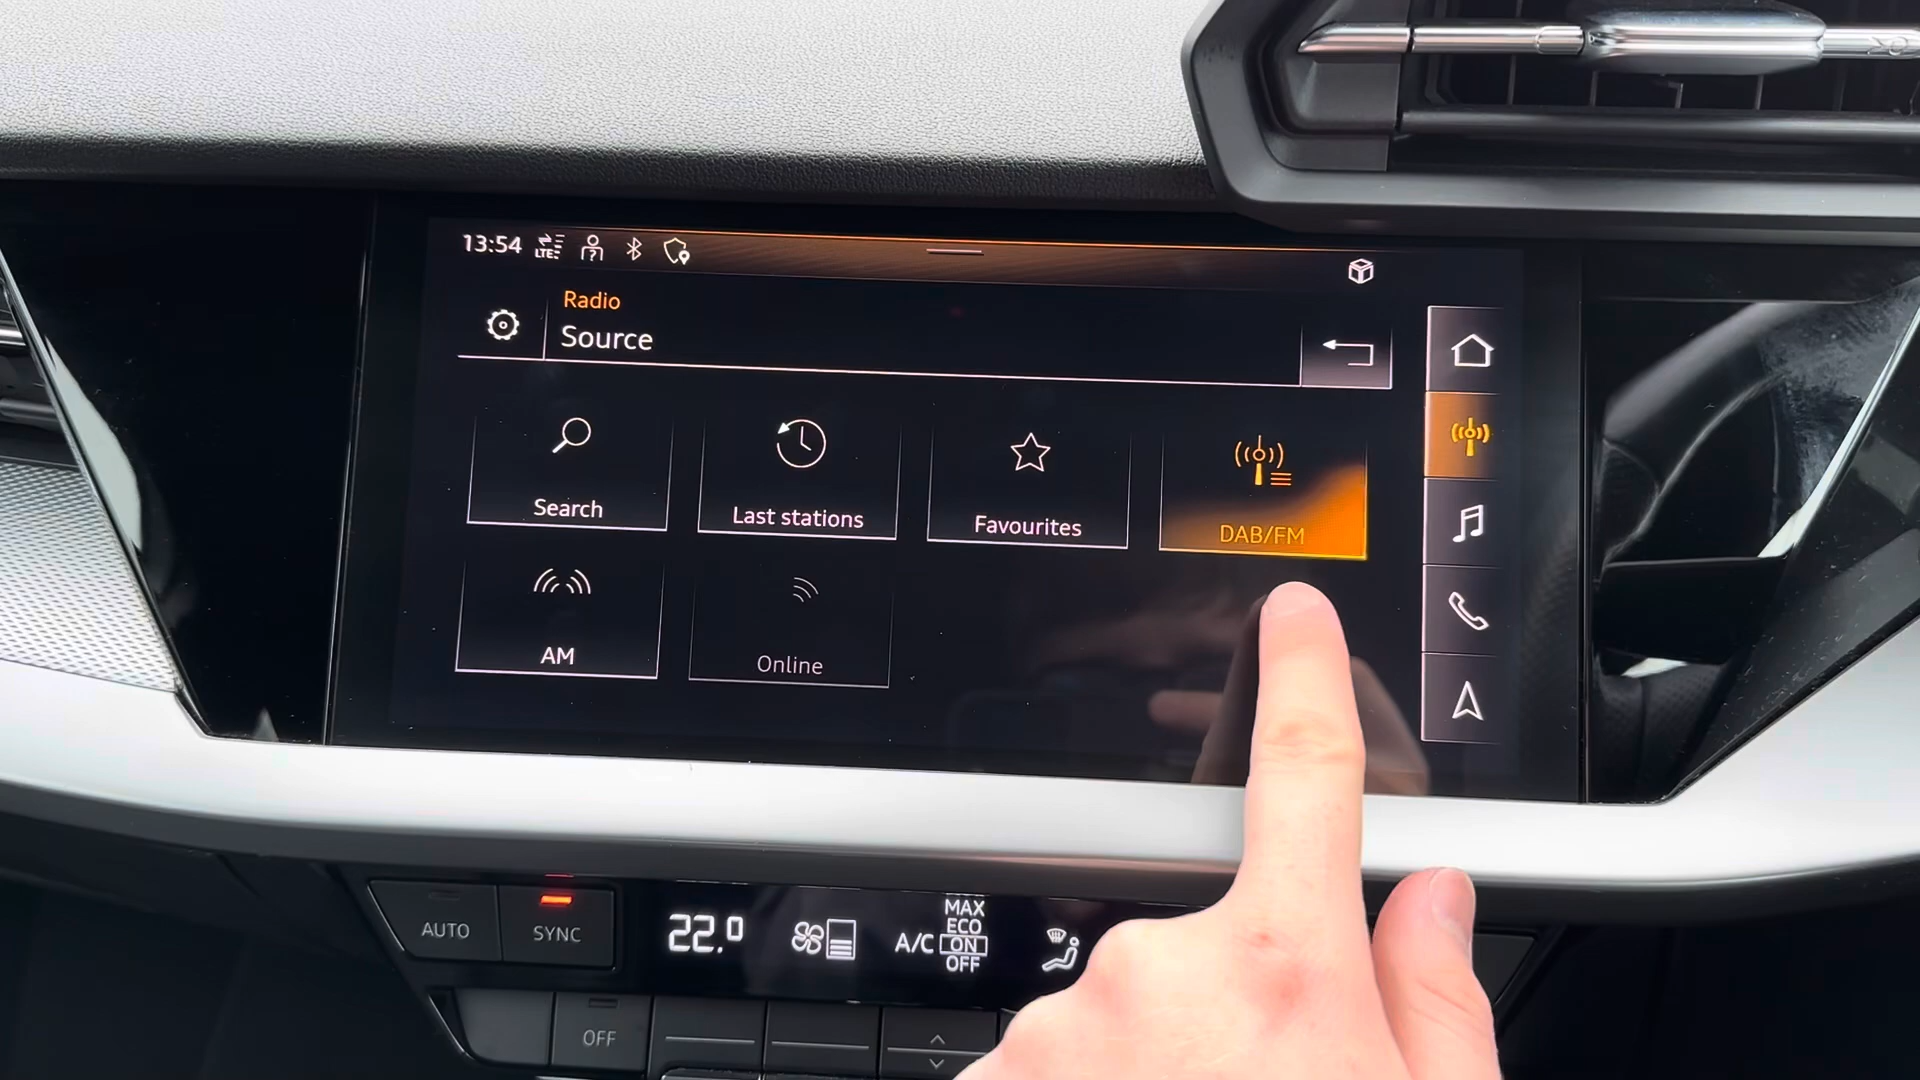 13:54 LTE
Radio
Source
Search
Last stations
Favourites
DAB/FM
AM
Online
AUTO
SYNC
22.0
A/C
MAX
ECO
ON
OFF
OFF